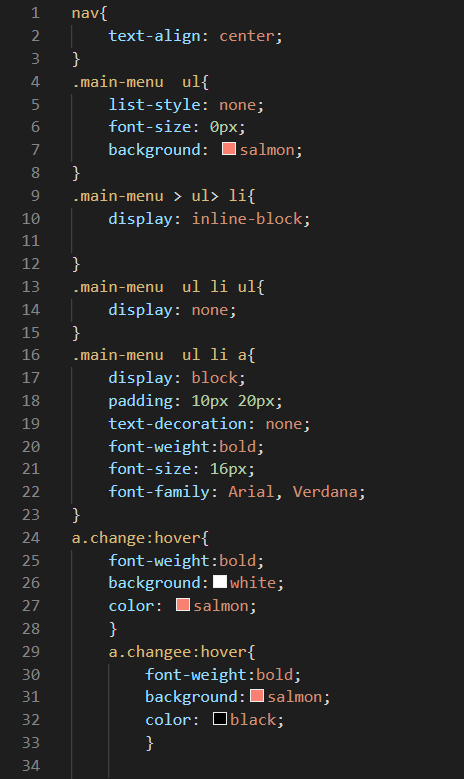 1 nav{
2     text-align: center;
3 }
4 .main-menu  ul{
5     list-style: none;
6     font-size: 0px;
7     background: salmon;
8 }
9 .main-menu > ul> li{
10     display: inline-block;
11
12 }
13 .main-menu  ul li ul{
14     display: none;
15 }
16 .main-menu  ul li a{
17     display: block;
18     padding: 10px 20px;
19     text-decoration: none;
20     font-weight:bold;
21     font-size: 16px;
22     font-family: Arial, Verdana;
23 }
24 a.change:hover{
25     font-weight:bold;
26     background:white;
27     color: salmon;
28     }
29     a.changee:hover{
30         font-weight:bold;
31         background:salmon;
32         color: black;
33         }
34